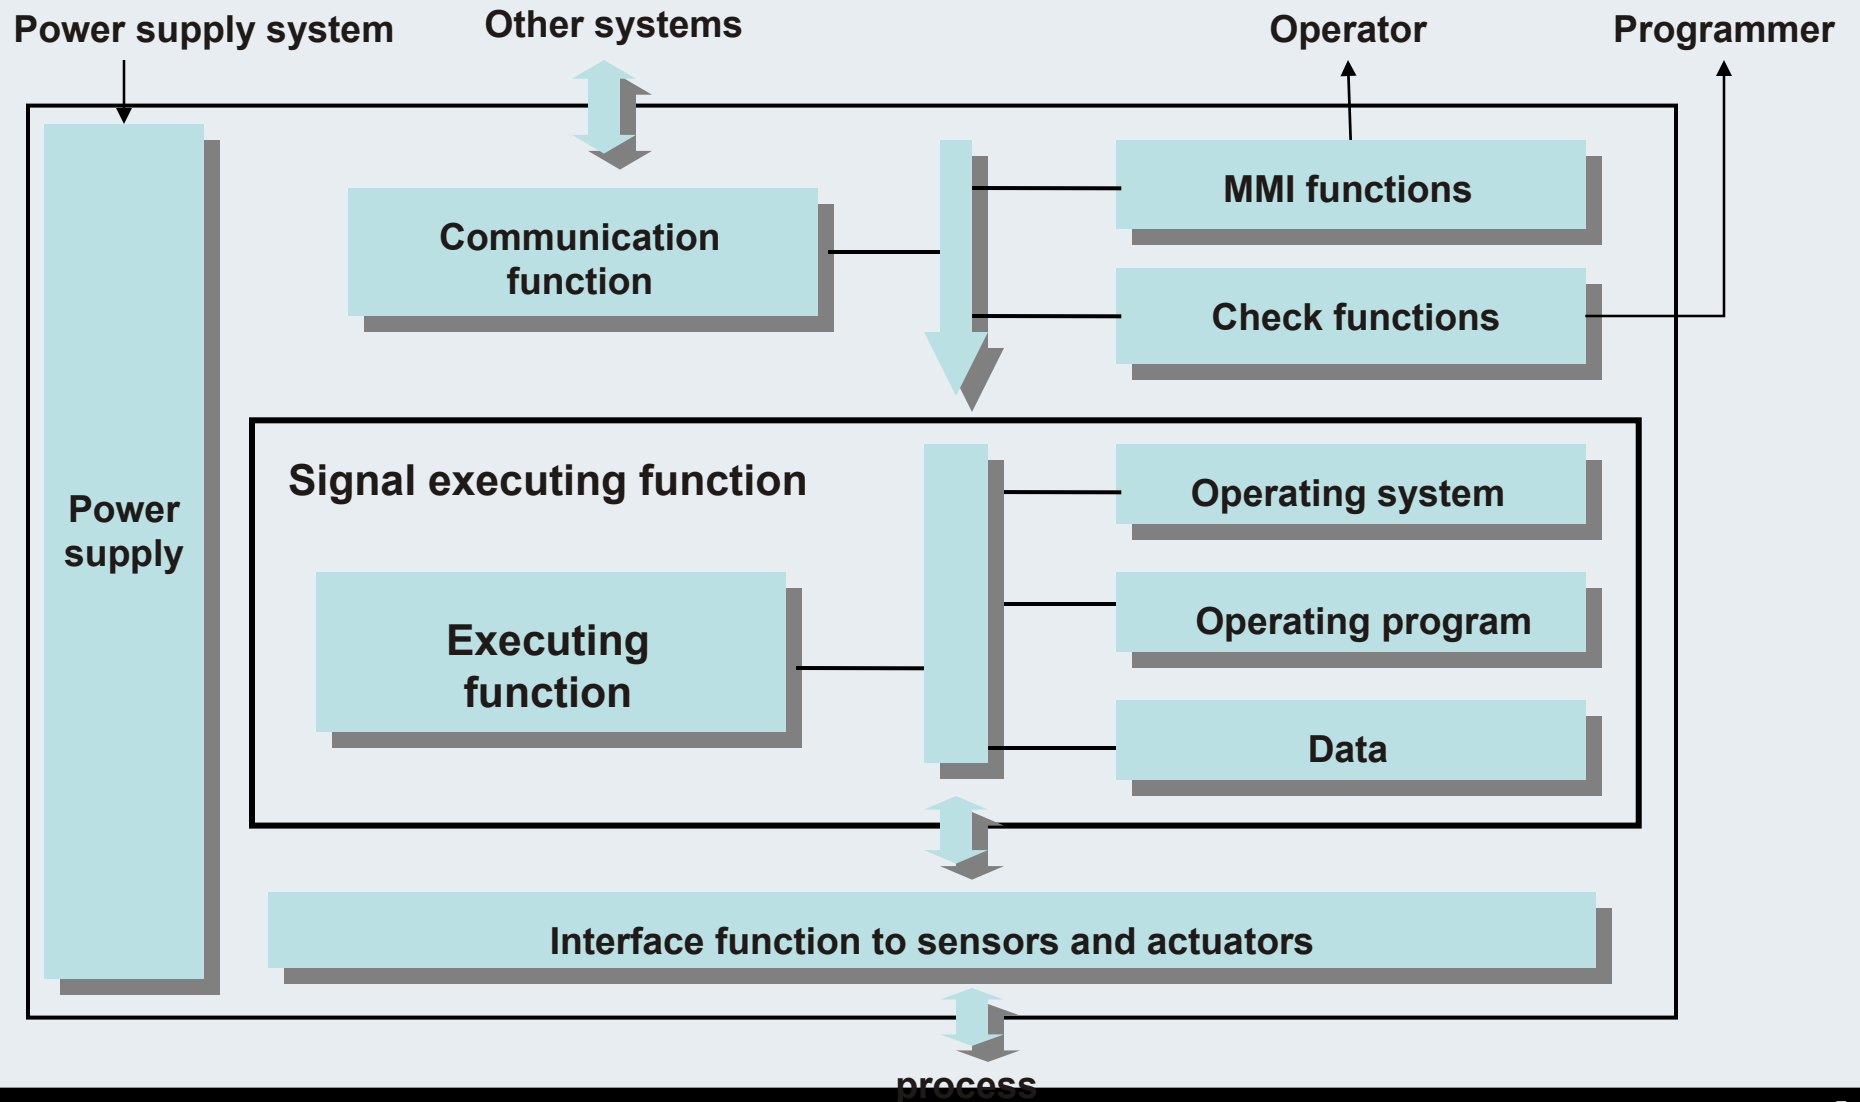 Power supply system
Other systems
Operator
Programmer
MMI functions
Communication
function
Check functions
Signal executing function
Power
supply
Operating system
Executing
function
Operating program
Data
Interface function to sensors and actuators
process